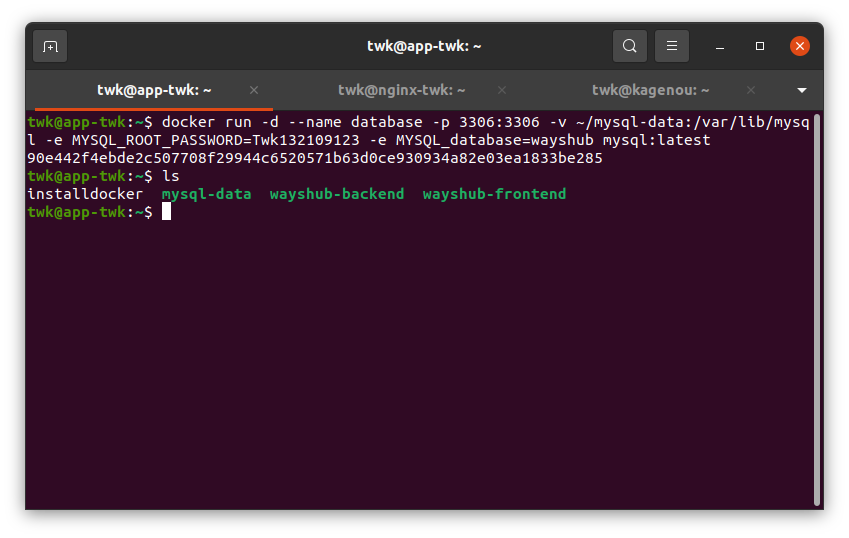 twk@app-twk: ~
twk@app-twk: ~ twk@nginx-twk: ~ twk@kagenou: ~
twk@app-twk:~$ docker run -d --name database -p 3306:3306 -v ~/mysql-data:/var/lib/mysq
l -e MYSQL_ROOT_PASSWORD=Twk132109123 -e MYSQL_database=wayshub mysql:latest
90e442f4ebde2c507708f29944c6520571b63d0ce930934a82e03ea1833be285
twk@app-twk:~$ ls
installdocker mysql-data wayshub-backend wayshub-frontend
twk@app-twk:~$